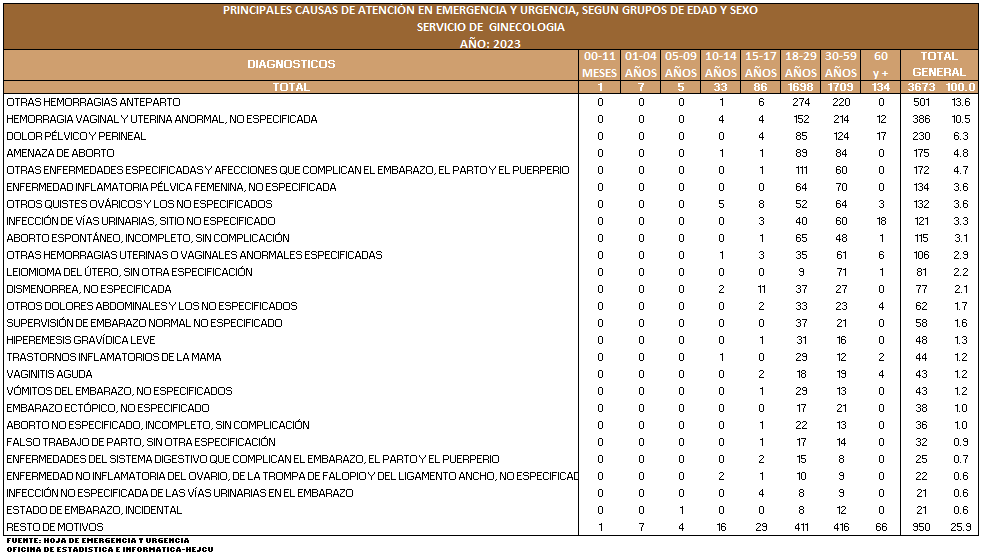 PRINCIPALES CAUSAS DE ATENCIÓN EN EMERGENCIA Y URGENCIA, SEGUN GRUPOS DE EDAD Y SEXO
SERVICIO DE GINECOLOGIA
AÑO: 2023
DIAGNOSTICOS 00-11 MESES 01-04 AÑOS 05-09 AÑOS 10-14 AÑOS 15-17 AÑOS 18-29 AÑOS 30-59 AÑOS 60 y + TOTAL GENERAL
TOTAL 1 7 5 33 86 1698 1709 134 3673 100.0
OTRAS HEMORRAGIAS ANTEPARTO 0 0 0 1 6 274 220 0 501 13.6
HEMORRAGIA VAGINAL Y UTERINA ANORMAL, NO ESPECIFICADA 0 0 0 4 4 152 214 12 386 10.5
DOLOR PÉLVICO Y PERINEAL 0 0 0 0 4 85 124 17 230 6.3
AMENAZA DE ABORTO 0 0 0 1 1 89 84 0 175 4.8
OTRAS ENFERMEDADES ESPECIFICADAS Y AFECCIONES QUE COMPLICAN EL EMBARAZO, EL PARTO Y EL PUERPERIO 0 0 0 0 1 111 60 0 172 4.7
ENFERMEDAD INFLAMATORIA PÉLVICA FEMENINA, NO ESPECIFICADA 0 0 0 0 0 64 70 0 134 3.6
OTROS QUISTES OVÁRICOS Y LOS NO ESPECIFICADOS 0 0 0 5 8 52 64 3 132 3.6
INFECCIÓN DE VÍAS URINARIAS, SITIO NO ESPECIFICADO 0 0 0 0 3 40 60 18 121 3.3
ABORTO ESPONTÁNEO, INCOMPLETO, SIN COMPLICACIÓN 0 0 0 0 1 65 48 1 115 3.1
OTRAS HEMORRAGIAS UTERINAS O VAGINALES ANORMALES ESPECIFICADAS 0 0 0 1 3 35 61 6 106 2.9
LEIOMIOMA DEL ÚTERO, SIN OTRA ESPECIFICACIÓN 0 0 0 0 0 9 71 1 81 2.2
DISMENORREA, NO ESPECIFICADA 0 0 0 2 11 37 27 0 77 2.1
OTROS DOLORES ABDOMINALES Y LOS NO ESPECIFICADOS 0 0 0 0 2 33 23 4 62 1.7
SUPERVISIÓN DE EMBARAZO NORMAL NO ESPECIFICADO 0 0 0 0 0 37 21 0 58 1.6
HIPEREMESIS GRAVÍDICA LEVE 0 0 0 0 1 31 16 0 48 1.3
TRASTORNOS INFLAMATORIOS DE LA MAMA 0 0 0 1 0 29 12 2 44 1.2
VAGINITIS AGUDA 0 0 0 0 2 18 19 4 43 1.2
VÓMITOS DEL EMBARAZO, NO ESPECIFICADOS 0 0 0 0 1 29 13 0 43 1.2
EMBARAZO ECTÓPICO, NO ESPECIFICADO 0 0 0 0 0 17 21 0 38 1.0
ABORTO NO ESPECIFICADO, INCOMPLETO, SIN COMPLICACIÓN 0 0 0 0 1 22 13 0 36 1.0
FALSO TRABAJO DE PARTO, SIN OTRA ESPECIFICACIÓN 0 0 0 0 1 17 14 0 32 0.9
ENFERMEDADES DEL SISTEMA DIGESTIVO QUE COMPLICAN EL EMBARAZO, EL PARTO Y EL PUERPERIO 0 0 0 0 2 15 8 0 25 0.7
ENFERMEDAD NO INFLAMATORIA DEL OVARIO, DE LA TROMPA DE FALOPIO Y DEL LIGAMENTO ANCHO, NO ESPECIFICAD 0 0 0 2 1 10 9 0 22 0.6
INFECCIÓN NO ESPECIFICADA DE LAS VÍAS URINARIAS EN EL EMBARAZO 0 0 0 0 4 8 9 0 21 0.6
ESTADO DE EMBARAZO, INCIDENTAL 0 0 1 0 0 8 12 0 21 0.6
RESTO DE MOTIVOS 1 7 4 16 29 411 416 66 950 25.9
FUENTE: HOJA DE EMERGENCIA Y URGENCIA
OFICINA DE ESTADISTICA E INFORMATICA-HEJCU